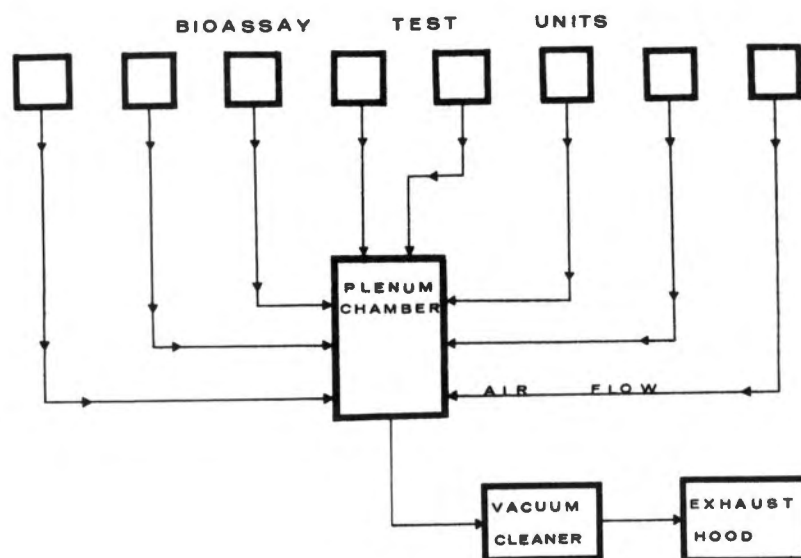 BIOASSAY TEST UNITS
PLENUM
CHAMBER
AIR FLOW
VACUUM
CLEANER
EXHAUST
HOOD